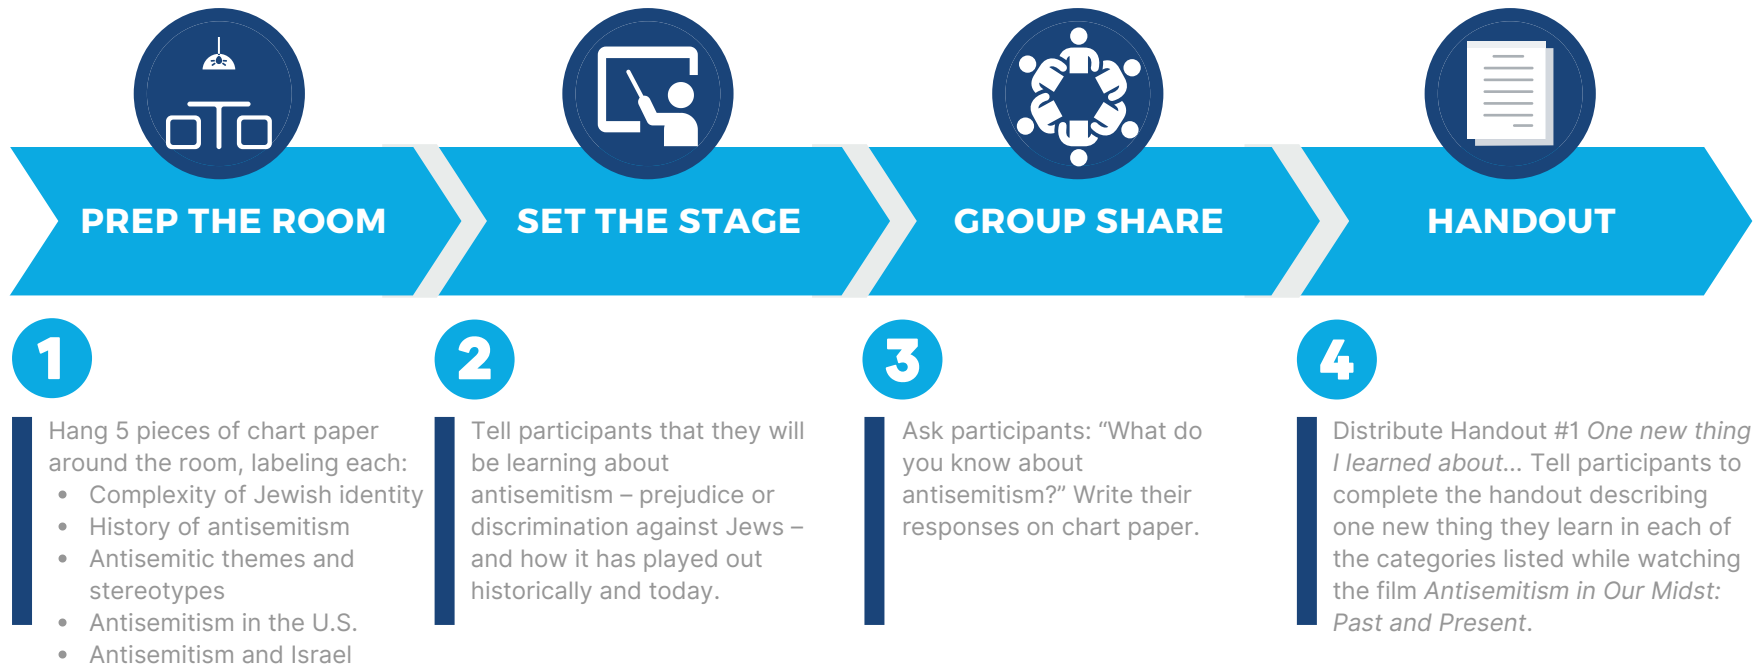 PREP THE ROOM
SET THE STAGE
GROUP SHARE
HANDOUT
1
Hang 5 pieces of chart paper
around the room, labeling each:
• Complexity of Jewish identity
• History of antisemitism
• Antisemitic themes and
stereotypes
• Antisemitism in the U.S.
• Antisemitism and Israel
2
Tell participants that they will
be learning about
antisemitism – prejudice or
discrimination against Jews –
and how it has played out
historically and today.
3
Ask participants: “What do
you know about
antisemitism?” Write their
responses on chart paper.
4
Distribute Handout #1 One new thing
I learned about... Tell participants to
complete the handout describing
one new thing they learn in each of
the categories listed while watching
the film Antisemitism in Our Midst:
Past and Present.